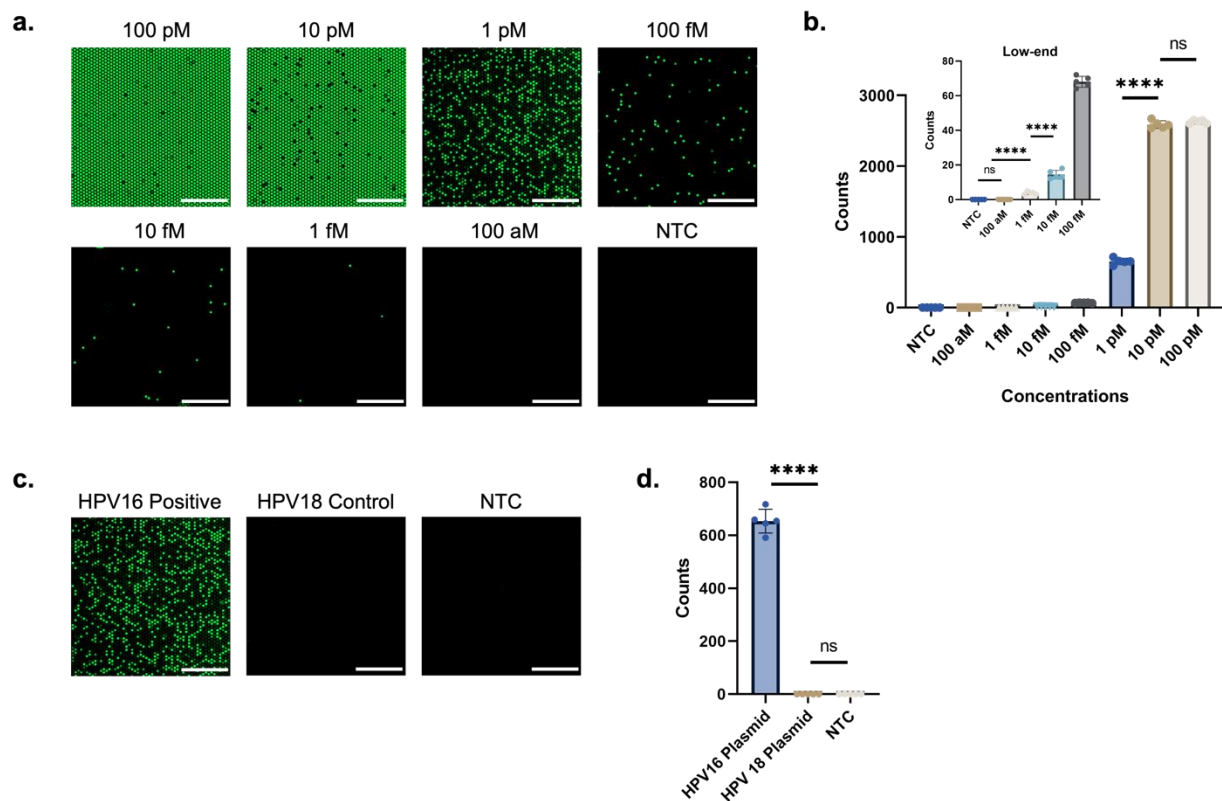 a.
100 pM
10 pM
1 pM
100 fM
10 fM
1 fM
100 aM
NTC
b.
Low-end
Counts
80
60
40
20
0
ns
****
****
NTC
100 aM
1 fM
10 fM
100 fM
ns
****
Counts
3000
2000
1000
0
NTC
100 aM
1 fM
10 fM
100 fM
1 pM
10 pM
100 pM
Concentrations
c.
HPV16 Positive
HPV18 Control
NTC
d.
****
ns
Counts
800
600
400
200
0
HPV16 Plasmid
HPV 18 Plasmid
NTC